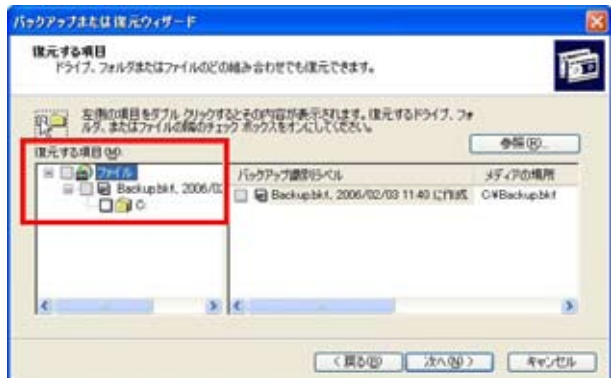 バックアップまたは復元ウィザード
復元する項目
ドライブ、フォルダまたはファイルのどの組み合わせでも復元できます。
左側の項目をダブル クリックするとその内容が表示されます。復元するドライブ、フォ
ルダ、またはファイルの横のチェック ボックスをオンにしてください。
参照(R)...
復元する項目(W):
ファイル
Backup.bkf, 2006/02
C:
バックアップ識別ラベル
メディアの場所
Backup.bkf, 2006/02/03 11:40 に作成
C:¥Backup.bkf
< 戻る(B)
次へ(N) >
キャンセル